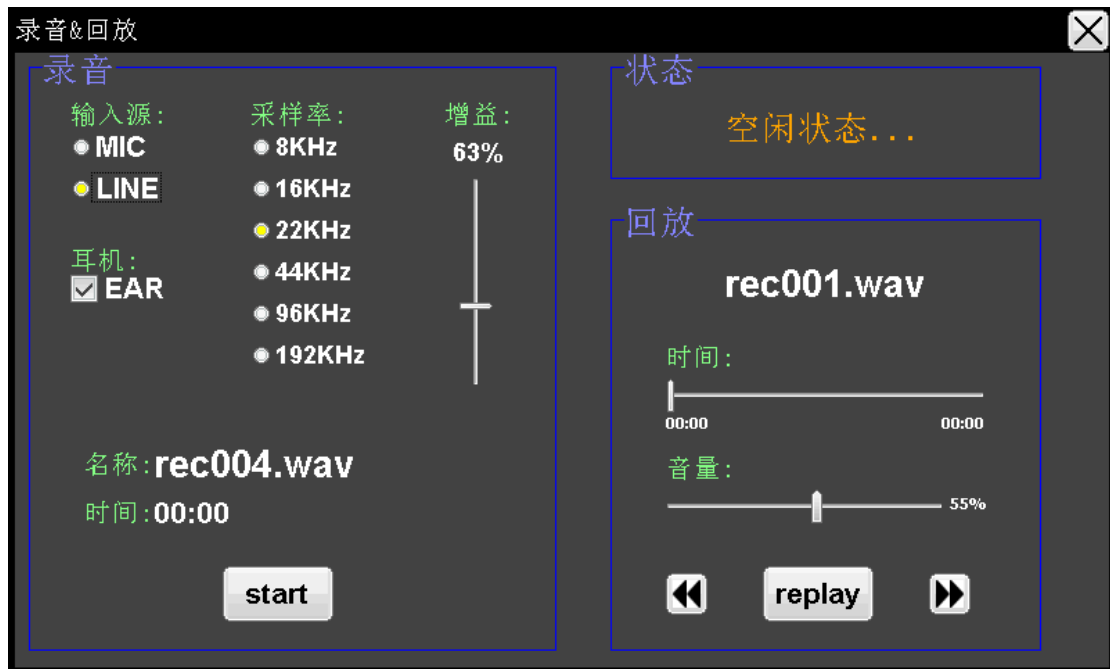 录音&回放
录音
输入源:
MIC
LINE
耳机:
EAR
采样率:
8KHz
16KHz
22KHz
44KHz
96KHz
192KHz
增益:
63%
名称:rec004.wav
时间:00:00
start
状态
空闲状态...
回放
rec001.wav
时间:
00:00 00:00
音量:
55%
replay